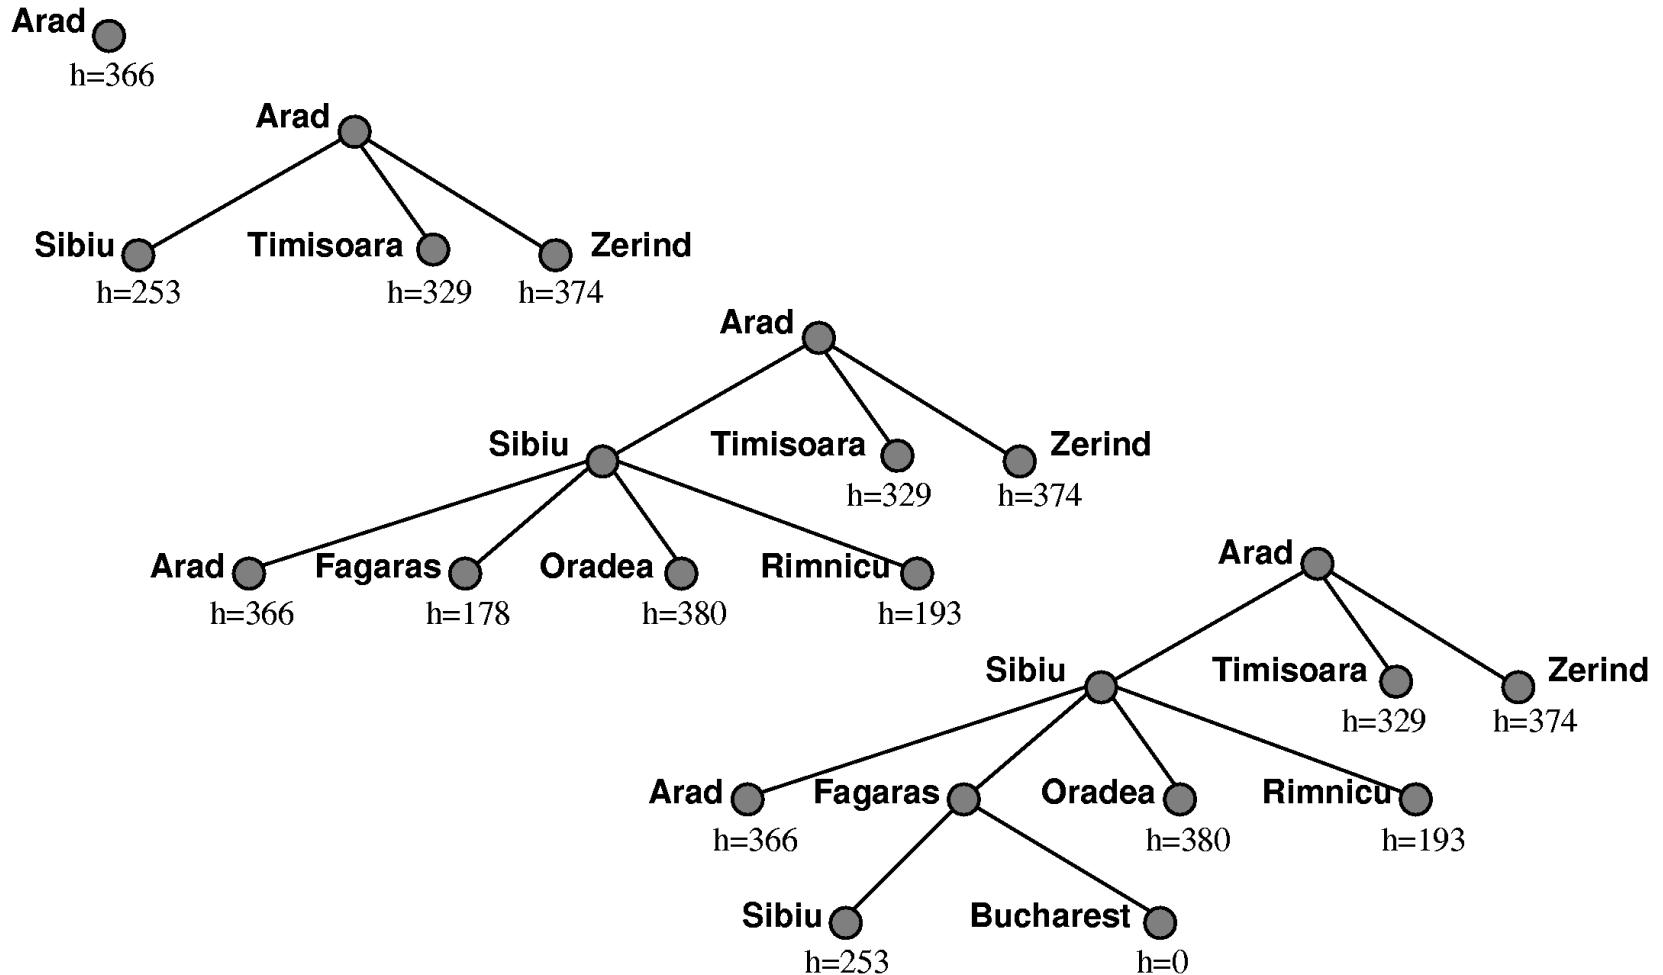 Arad
h=366
Arad
Sibiu Timisoara Zerind
h=253 h=329 h=374
Arad
Sibiu Timisoara Zerind
h=329 h=374
Arad Fagaras Oradea Rimnicu
h=366 h=178 h=380 h=193
Arad
Sibiu Timisoara Zerind
h=329 h=374
Arad Fagaras Oradea Rimnicu
h=366 h=380 h=193
Sibiu Bucharest
h=253 h=0